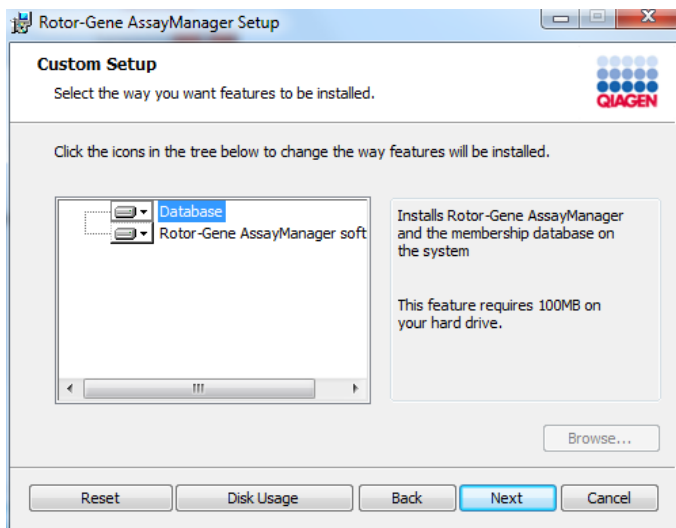 Rotor-Gene AssayManager Setup
Custom Setup
Select the way you want features to be installed.
QIAGEN
Click the icons in the tree below to change the way features will be installed.
Database
Rotor-Gene AssayManager soft
Installs Rotor-Gene AssayManager
and the membership database on
the system
This feature requires 100MB on
your hard drive.
Browse...
Reset Disk Usage Back Next Cancel